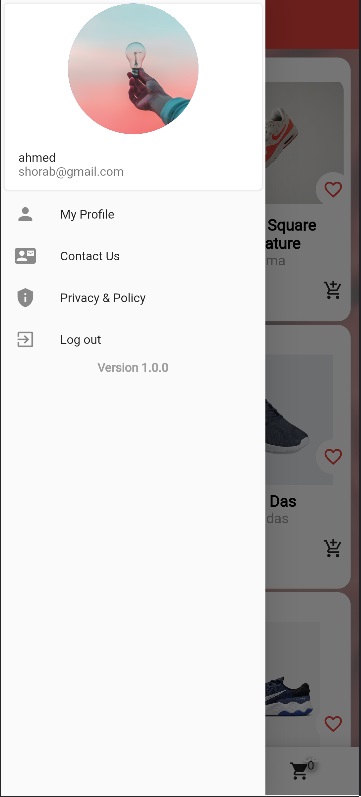 ahmed
shorab@gmail.com
My Profile
Contact Us
Privacy & Policy
Log out
Version 1.0.0
Square
ature
ma
Das
das
0